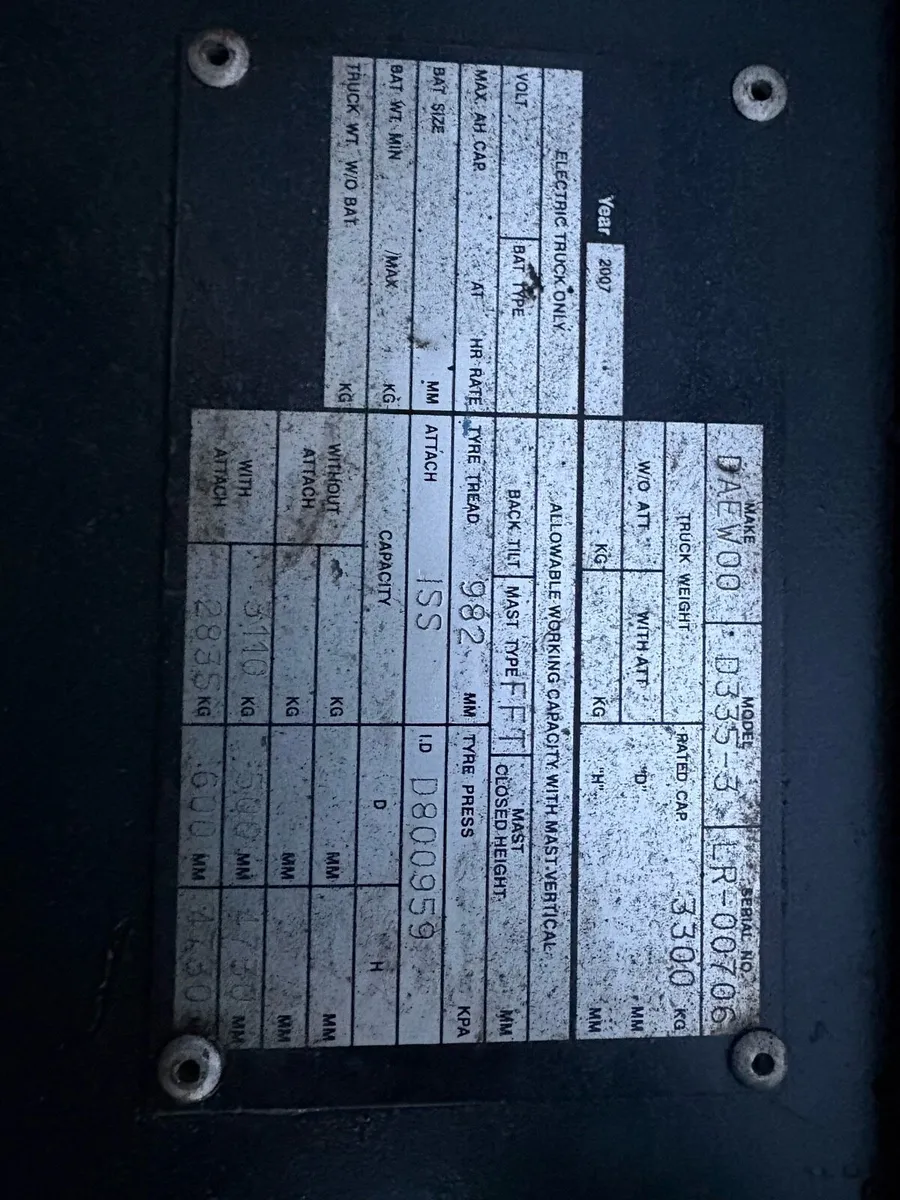 MAKE MODEL SERIAL NO.
DAEWOO D33S-3 LR-00706
TRUCK WEIGHT RATED CAP. 3300 KG
W/O ATT. WITH ATT. "D" MM
KG KG "H" MM
Year 2007
ELECTRIC TRUCK ONLY ALLOWABLE WORKING CAPACITY WITH MAST VERTICAL
VOLT BAT TYPE BACK TILT MAST TYPE FFT MAST CLOSED HEIGHT MM
MAX. AH CAP. AT HR RATE TYRE TREAD 982 MM TYRE PRESS KPA
BAT SIZE MM ATTACH ISS I.D D800959
BAT WT. MIN /MAX KG CAPACITY D H
TRUCK WT. W/O BAT KG WITHOUT ATTACH KG MM MM
KG MM MM
WITH ATTACH 3110 KG 500 MM MM
2835 KG 600 MM